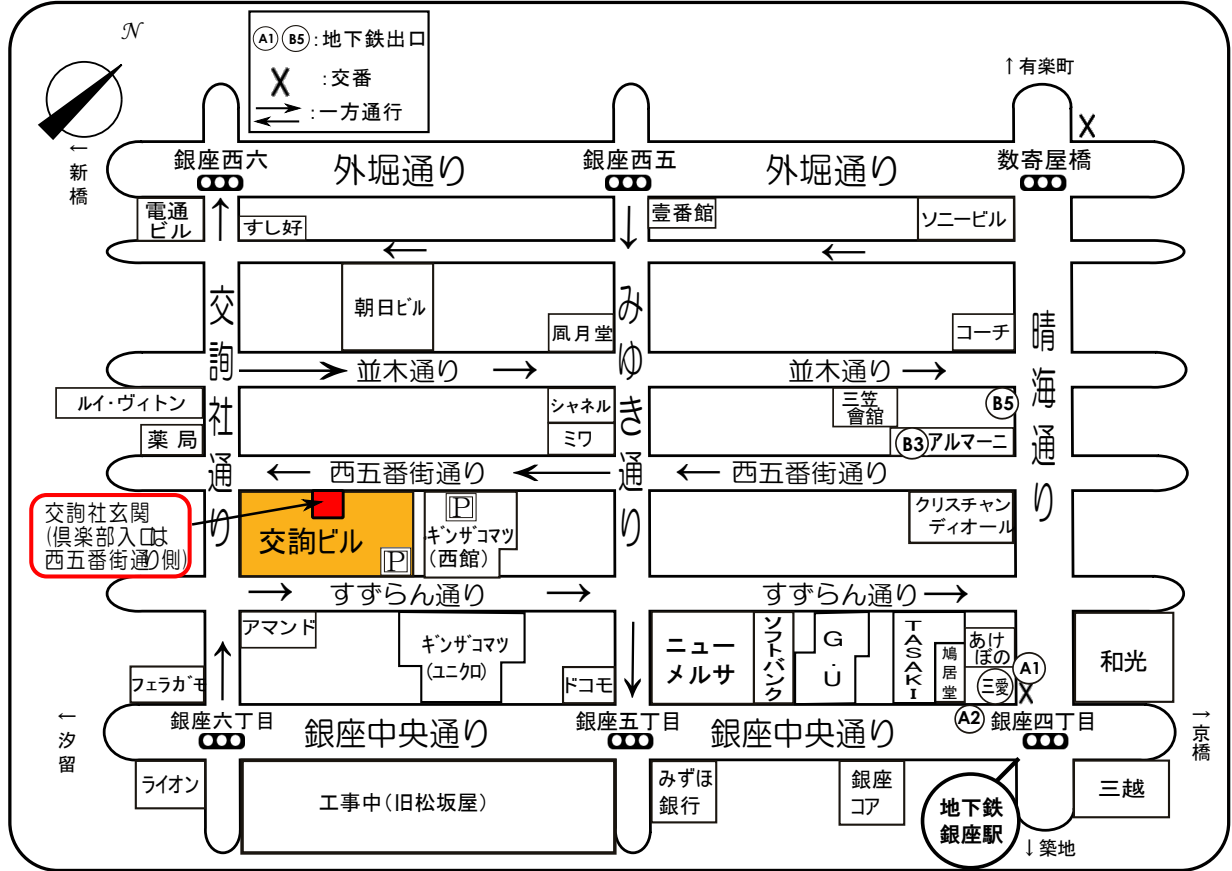 N
A1 B5 : 地下鉄出口
X : 交番
: 一方通行
↑有楽町
X
←新橋
銀座西六
外堀通り
銀座西五
外堀通り
数寄屋橋
電通
ビル
すし好
壹番館
ソニービル
朝日ビル
凮月堂
コーチ
交詢社通り
みゆき通り
晴海通り
並木通り
並木通り
ルイ・ヴィトン
薬局
シャネル
ミワ
三笠
會舘
B5
B3 アルマーニ
西五番街通り
西五番街通り
交詢社玄関
(倶楽部入口は
西五番街通り側)
交詢ビル
P
P
ギンザコマツ
(西館)
クリスチャン
ディオール
すずらん通り
すずらん通り
アマンド
ギンザコマツ
(ユニクロ)
フェラガモ
ドコモ
ニュー
メルサ
ソフトバンク
G.U
TASAKI
鳩居堂
あけ
ぼの
三愛
A1
X
和光
←汐留
銀座六丁目
銀座中央通り
銀座五丁目
銀座中央通り
A2
銀座四丁目
→京橋
ライオン
工事中(旧松坂屋)
みずほ
銀行
銀座
コア
地下鉄
銀座駅
三越
↓築地